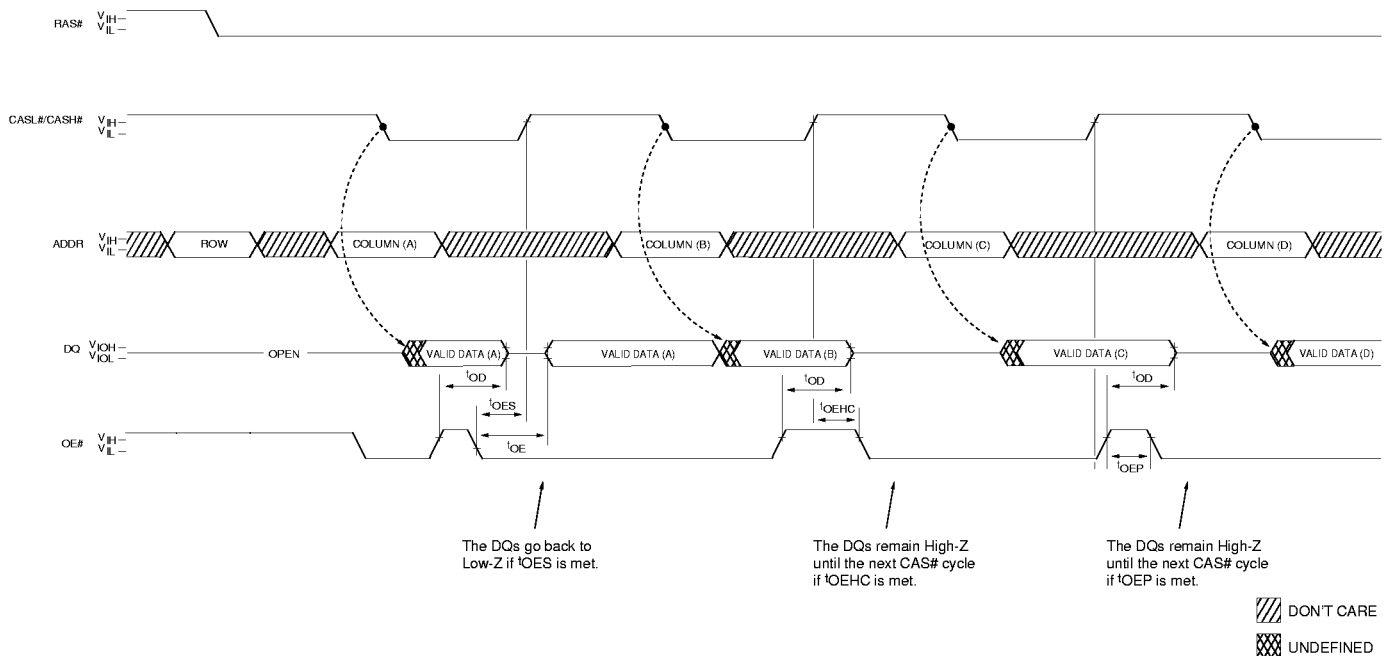 RAS# VIH
VIL
CASL#/CASH# VIH
VIL
ADDR VIH
VIL
ROW COLUMN (A) COLUMN (B) COLUMN (C) COLUMN (D)
DQ VIOH
VIOL
OPEN VALID DATA (A) VALID DATA (A) VALID DATA (B) VALID DATA (C) VALID DATA (D)
tOD tOD tOD
tOES tOEHC
OE# VIH
VIL
tOE
tOEP
The DQs go back to
Low-Z if tOES is met.
The DQs remain High-Z
until the next CAS# cycle
if tOEHC is met.
The DQs remain High-Z
until the next CAS# cycle
if tOEP is met.
DON'T CARE
UNDEFINED